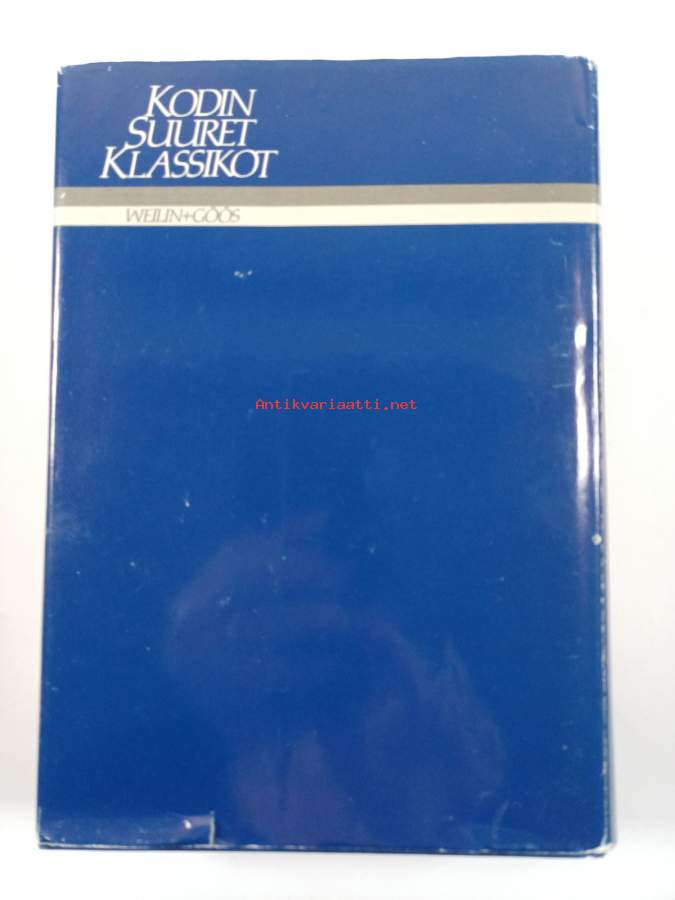 KODIN
SUURET
KLASSIKOT
WEILIN+GÖÖS
Antikvariaatti.net